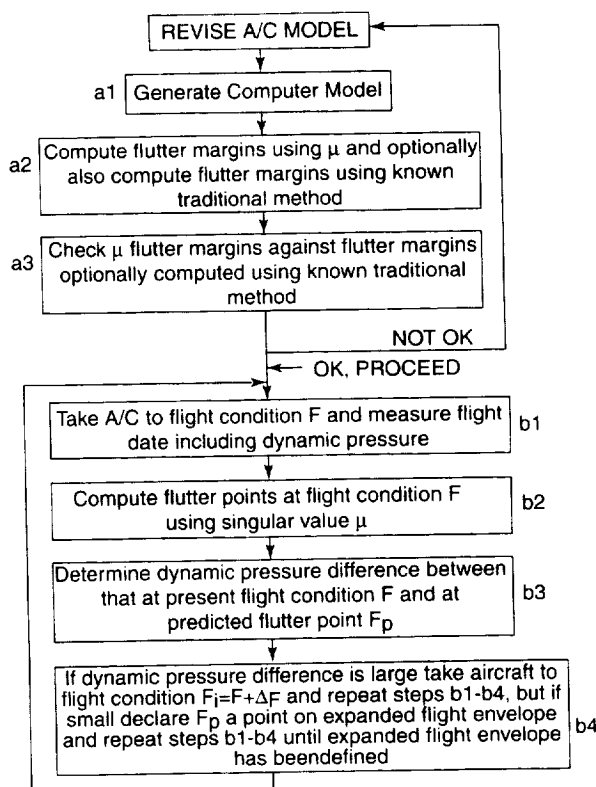 REVISE A/C MODEL
a1
Generate Computer Model
a2
Compute flutter margins using μ and optionally
also compute flutter margins using known
traditional method
a3
Check μ flutter margins against flutter margins
optionally computed using known traditional
method
NOT OK
OK, PROCEED
Take A/C to flight condition F and measure flight
date including dynamic pressure
b1
Compute flutter points at flight condition F
using singular value μ
b2
Determine dynamic pressure difference between
that at present flight condition F and at
predicted flutter point Fp
b3
If dynamic pressure difference is large take aircraft to
flight condition Fi=F+ΔF and repeat steps b1-b4, but if
small declare Fp a point on expanded flight envelope
and repeat steps b1-b4 until expanded flight envelope
has beendefined
b4